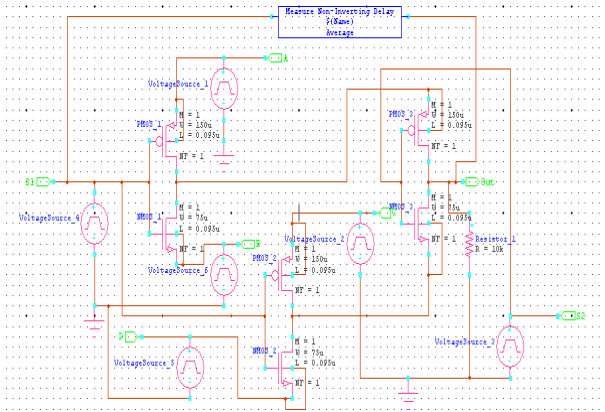 Measure Non-Inverting Delay
$(Name)
Average
A
VoltageSource_1
PMOS_1
M = 1
W = 150u
L = 0.095u
NF = 1
PMOS_3
M = 1
W = 150u
L = 0.095u
NF = 1
S1
Out
VoltageSource_4
NMOS_1
M = 1
W = 75u
L = 0.095u
NF = 1
NMOS_3
M = 1
W = 75u
L = 0.095u
NF = 1
Resistor_1
R = 10k
VoltageSource_2
B
VoltageSource_6
PMOS_2
M = 1
W = 150u
L = 0.095u
NF = 1
S2
D
VoltageSource_5
NMOS_2
M = 1
W = 75u
L = 0.095u
NF = 1
VoltageSource_3